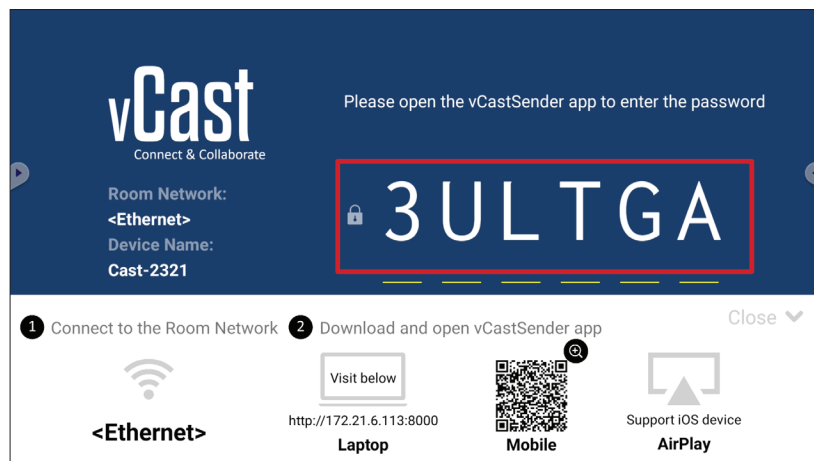 vCast
Connect & Collaborate
Room Network:
<Ethernet>
Device Name:
Cast-2321
Please open the vCastSender app to enter the password
3ULTGA
1 Connect to the Room Network
<Ethernet>
2 Download and open vCastSender app
Close
Visit below
http://172.21.6.113:8000
Laptop
Mobile
Support iOS device
AirPlay